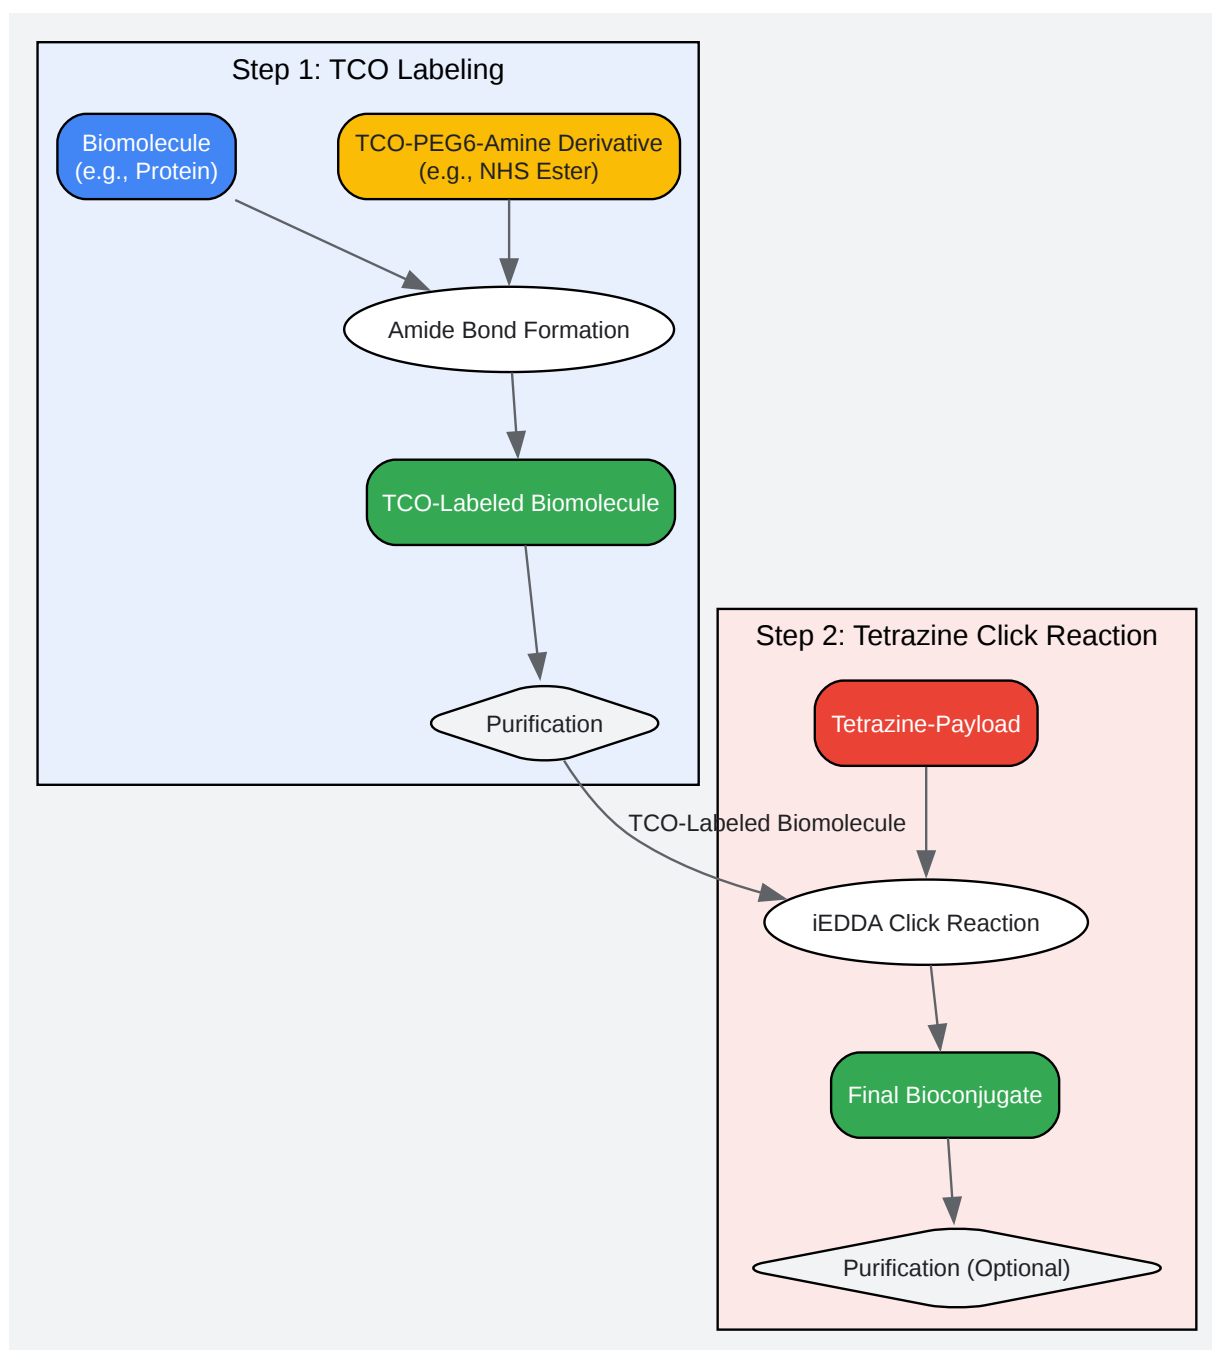 Step 1: TCO Labeling
Biomolecule
(e.g., Protein)
TCO-PEG6-Amine Derivative
(e.g., NHS Ester)
Amide Bond Formation
TCO-Labeled Biomolecule
Purification
TCO-Labeled Biomolecule
Step 2: Tetrazine Click Reaction
Tetrazine-Payload
iEDDA Click Reaction
Final Bioconjugate
Purification (Optional)